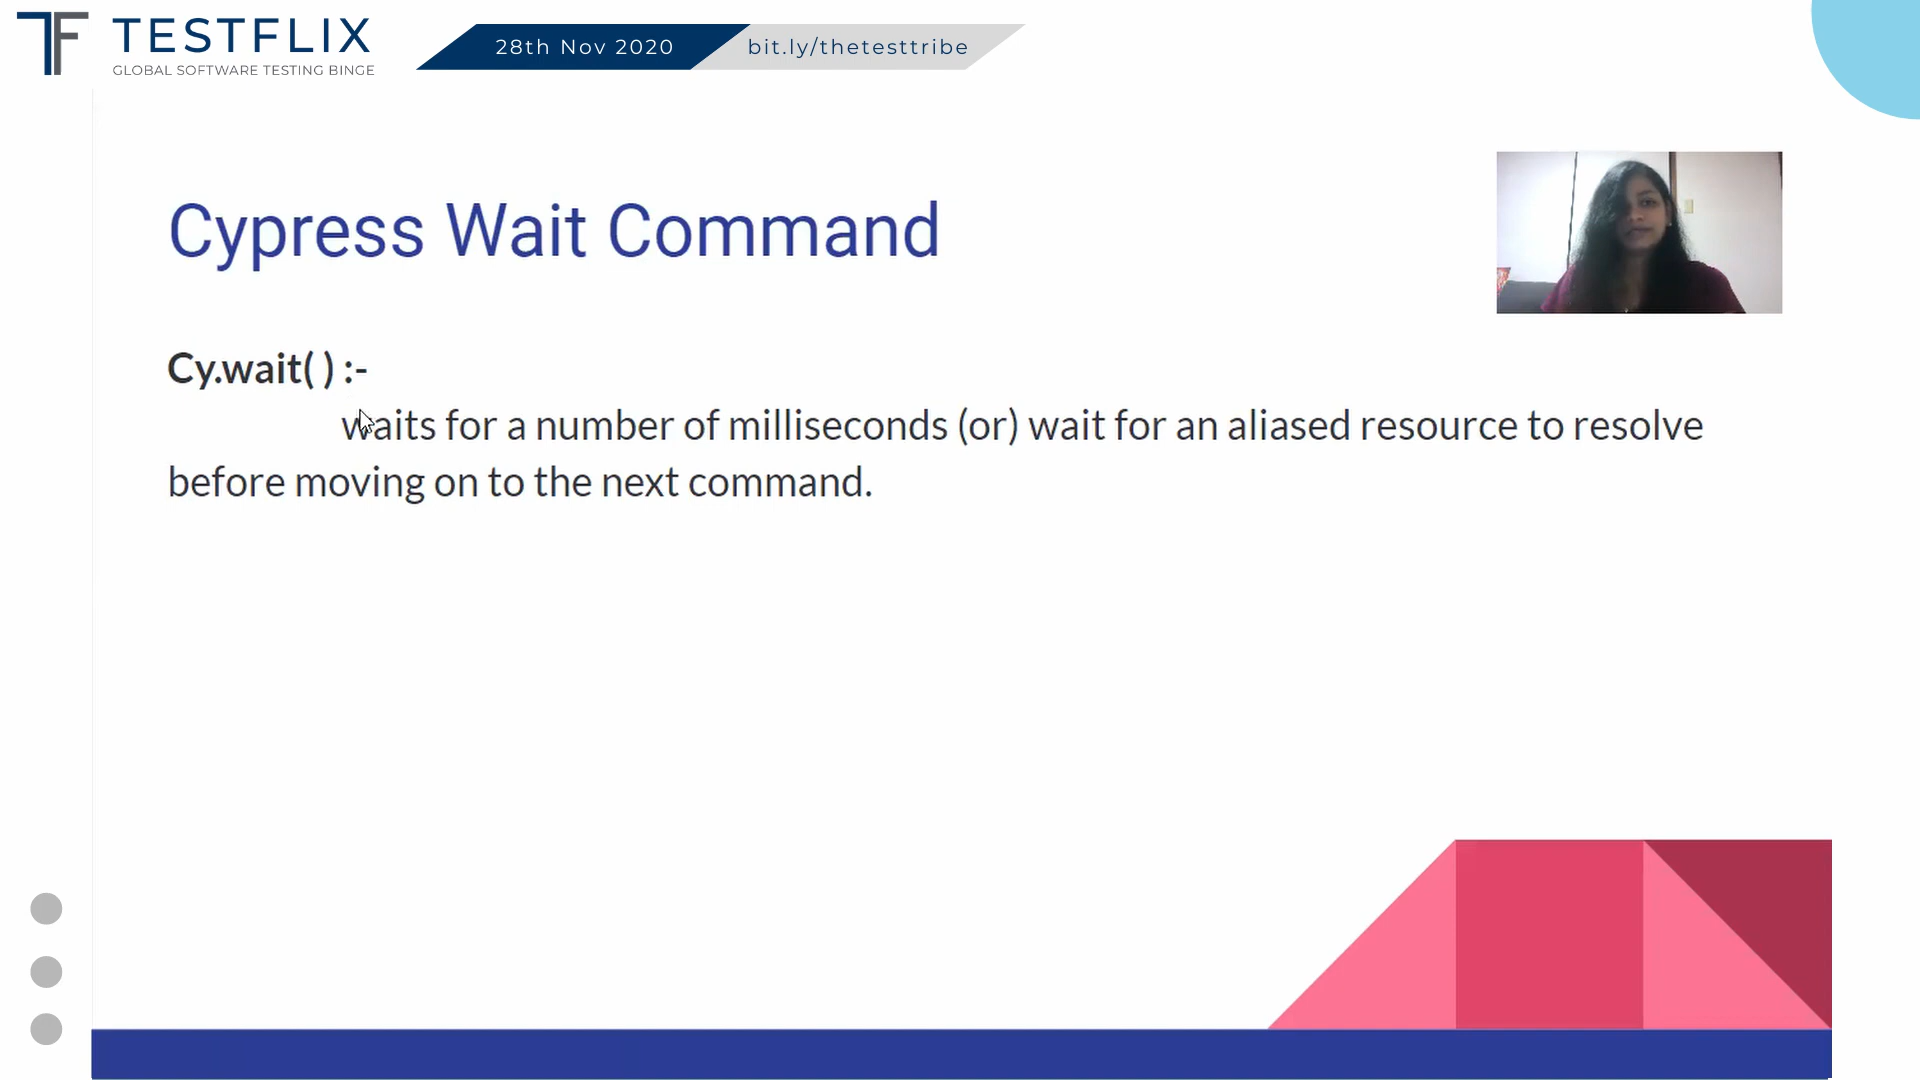 TF TESTFLIX
GLOBAL SOFTWARE TESTING BINGE
28th Nov 2020
bit.ly/thetesttribe
Cypress Wait Command
Cy.wait( ) :-
waits for a number of milliseconds (or) wait for an aliased resource to resolve
before moving on to the next command.